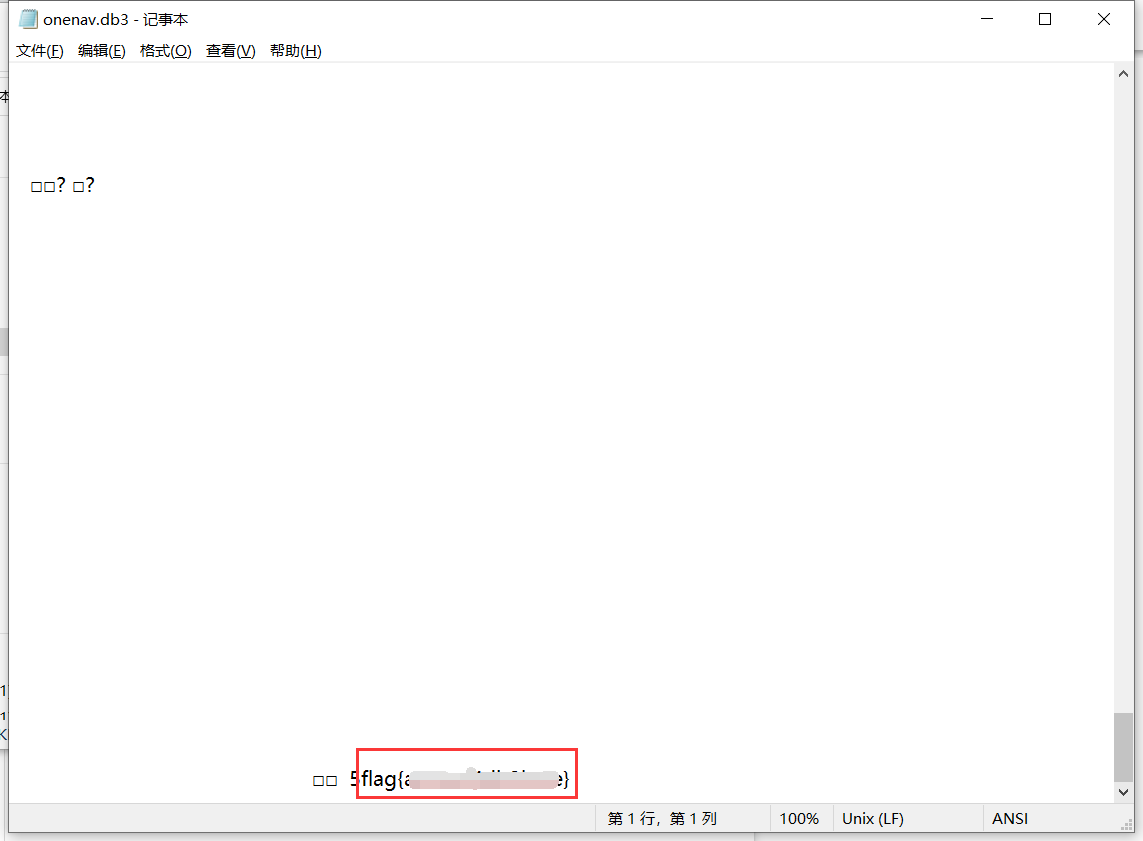 onenav.db3 - 记事本
文件(F) 编辑(E) 格式(O) 查看(V) 帮助(H)
□□? □?
□□ 5flag{a e}
第 1 行，第 1 列 100% Unix (LF) ANSI